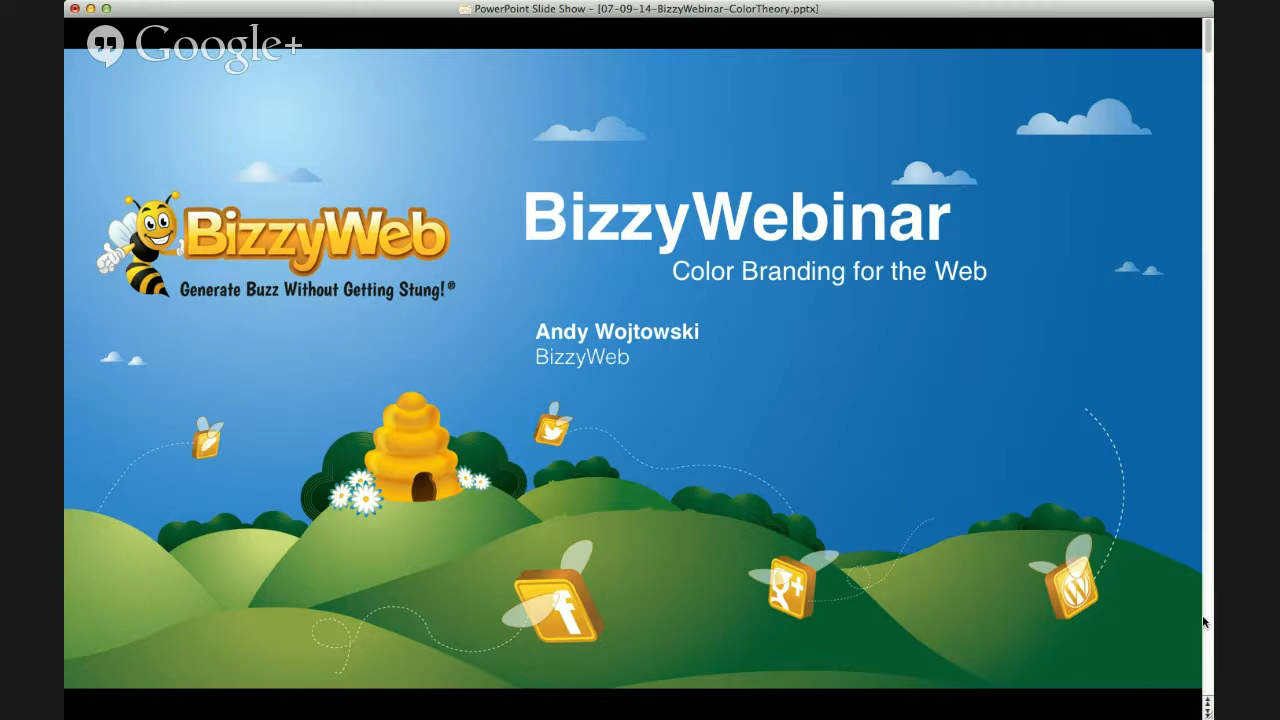 PowerPoint Slide Show - [07-09-14-BizzyWebinar-ColorTheory.pptx]
Google+
BizzyWeb
Generate Buzz Without Getting Stung!®
BizzyWebinar
Color Branding for the Web
Andy Wojtowski
BizzyWeb